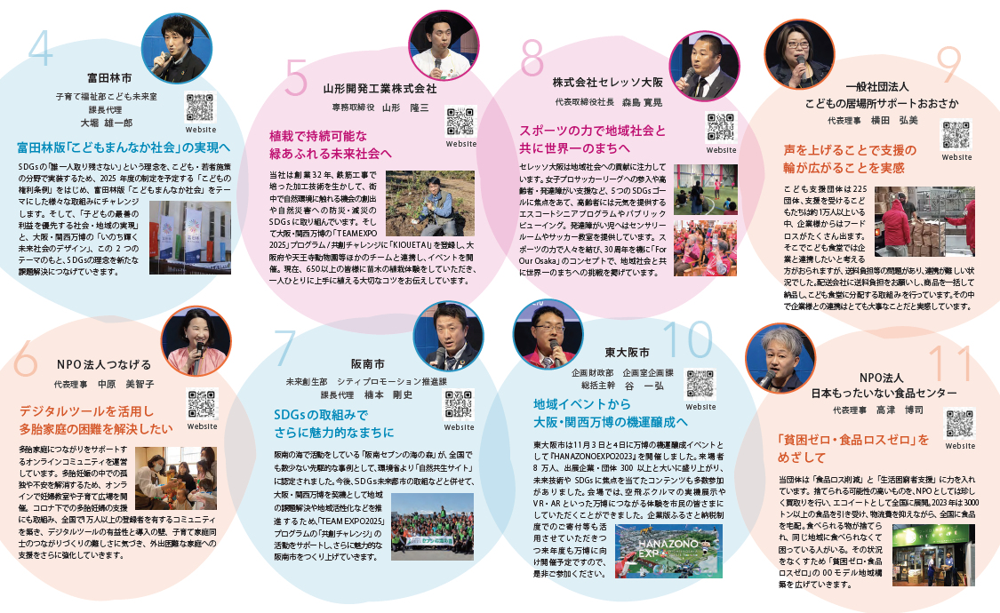 4
富田林市
子育て福祉部こども未来室
課長代理
大堀 雄一郎
Website
富田林版「こどもまんなか社会」の実現へ
SDGsの「誰一人取り残さない」という理念を、こども・若者施策
の分野で実装するため、2025 年度の制定を予定する「こどもの
権利条例」をはじめ、富田林版「こどもまんなか社会」をテー
マにした様々な取組みにチャレンジ
します。そして、「子どもの最善の
利益を優先する社会・地域の実現」
と、大阪・関西万博の「いのち輝く
未来社会のデザイン」、この 2 つの
テーマのもと、SDGsの理念を新たな
課題解決につなげていきます。
5
山形開発工業株式会社
専務取締役 山形 隆三
Website
植栽で持続可能な
緑あふれる未来社会へ
当社は創業32年、鉄筋工事で
培った加工技術を生かして、街
中で自然環境に触れる機会の創出
や自然災害への防災・減災の
SDGsに取り組んでいます。そし
て大阪・関西万博の「TEAM EXPO
2025」プログラム/共創チャレンジに「KIOUETAI」を登録し、大
阪府や天王寺動物園等ほかのチームと連携し、イベントを開
催。現在、650以上の皆様に苗木の植栽体験をしていただき、
一人ひとりに上手に植える大切なコツをお伝えしています。
8
株式会社セレッソ大阪
代表取締役社長 森島 寛晃
Website
スポーツの力で地域社会と
共に世界一のまちへ
セレッソ大阪は地域社会への貢献に注力して
います。女子プロサッカーリーグへの参入や高
齢者・発達障がい支援など、5つのSDGsゴー
ルに焦点をあて、高齢者には元気を提供する
エスコートシニアプログラムやパブリック
ビューイング。発達障がい児へはセンサリー
ルームやサッカー教室を提供しています。ス
ポーツの力で人々を結び、30周年を機に「For
Our Osaka」のコンセプトで、地域社会と共
に世界一のまちへの挑戦を掲げています。
9
一般社団法人
こどもの居場所サポートおおさか
代表理事 横田 弘美
Website
声を上げることで支援の
輪が広がることを実感
こども支援団体は225
団体、支援を受けるこど
もたちは約1万人以上いる
中、企業様からはフード
ロスがたくさん出ます。
そこでこども食堂では企
業と連携したいと考える
方がおられますが、送料負担等の問題があり、連携が難しい状
況でした。配送会社に送料負担をお願いし、商品を一括して
納品し、こども食堂に分配する取組みを行っています。その中
で企業様との連携はとても大事なことだと実感しています。
6
NPO法人つなげる
代表理事 中原 美智子
Website
デジタルツールを活用し
多胎家庭の困難を解決したい
多胎家庭につながりをサポートす
るオンラインコミュニティを運営
しています。多胎妊娠の中での孤
独や不安を解消するため、オンラ
インで妊婦教室や子育て広場を開
催。コロナ下での多胎妊婦の支援
にも取組み、全国で1万人以上の登録者を有するコミュニティ
を築き、デジタルツールの有益性と導入の壁、子育て家庭同
士のつながりづくりの難しさに気づき、外出困難な家庭への
支援をさらに強化していきます。
7
阪南市
未来創生部 シティプロモーション推進課
課長代理 楠本 剛史
Website
SDGsの取組みで
さらに魅力的なまちに
阪南の海で活動をしている「阪南セブンの海の森」が、全国で
も数少ない先駆的な事例として、環境省より「自然共生サイト」
に認定されました。今後、SDGs未来都市の取組などと併せて、
大阪・関西万博を契機として地域
の課題解決や地域活性化などを推
進するため、「TEAM EXPO2025」
プログラムの「共創チャレンジ」の
活動をサポートし、さらに魅力的な
阪南市をつくり上げていきます。
10
東大阪市
企画財政部 企画室企画課
総括主幹 谷 一弘
Website
地域イベントから
大阪・関西万博の機運醸成へ
東大阪市は11月 3 日と4日に万博の機運醸成イベントと
して『HANAZONOEXPO2023』を開催しました。来場者
8 万人、出展企業・団体 300 以上と大いに盛り上がり、
未来技術や SDGs に焦点を当てたコンテンツも多数参加
がありました。会場では、空飛ぶクルマの実機展示や
VR・ARといった万博につながる体験を市民の皆さまに
していただくことができました。企業版ふるさと納税制
度でのご寄付等も活
用させていただきつ
つ来年度も万博に向
け開催予定ですので、
是非ご参加ください。
HANAZONO
EXPO
11
NPO法人
日本もったいない食品センター
代表理事 高津 博司
Website
「貧困ゼロ・食品ロスゼロ」を
めざして
当団体は「食品ロス削減」と「生活困窮者支援」に力を入れ
ています。捨てられる可能性の高いものを、NPOとしては珍し
く買取りを行い、エコイートとして全国に展開。2023年は3000
トン以上の食品を引き受け、物流費を抑えながら、全国に食品
を宅配。食べられる物が捨てら
れ、同じ地域に食べられなくて
困っている人がいる。その状況
をなくすため「貧困ゼロ・食品
ロスゼロ」の00モデル地域構
築を広げていきます。